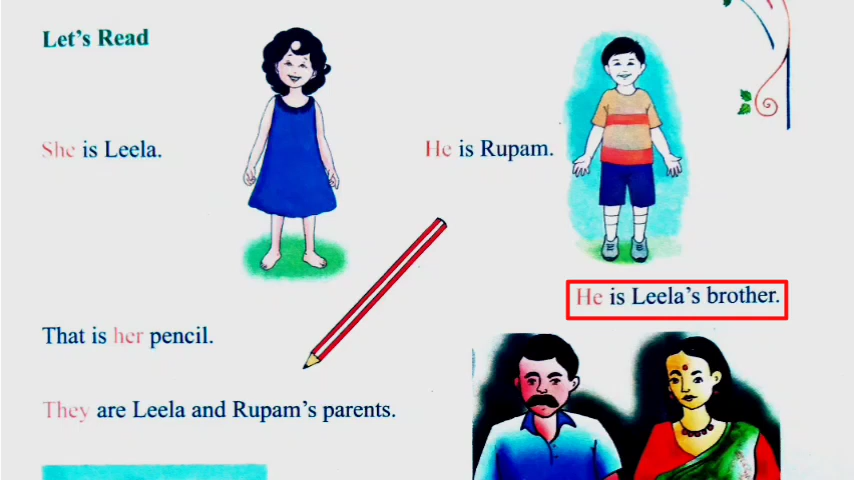 Let's Read
She is Leela.
He is Rupam.
He is Leela's brother.
That is her pencil.
They are Leela and Rupam's parents.